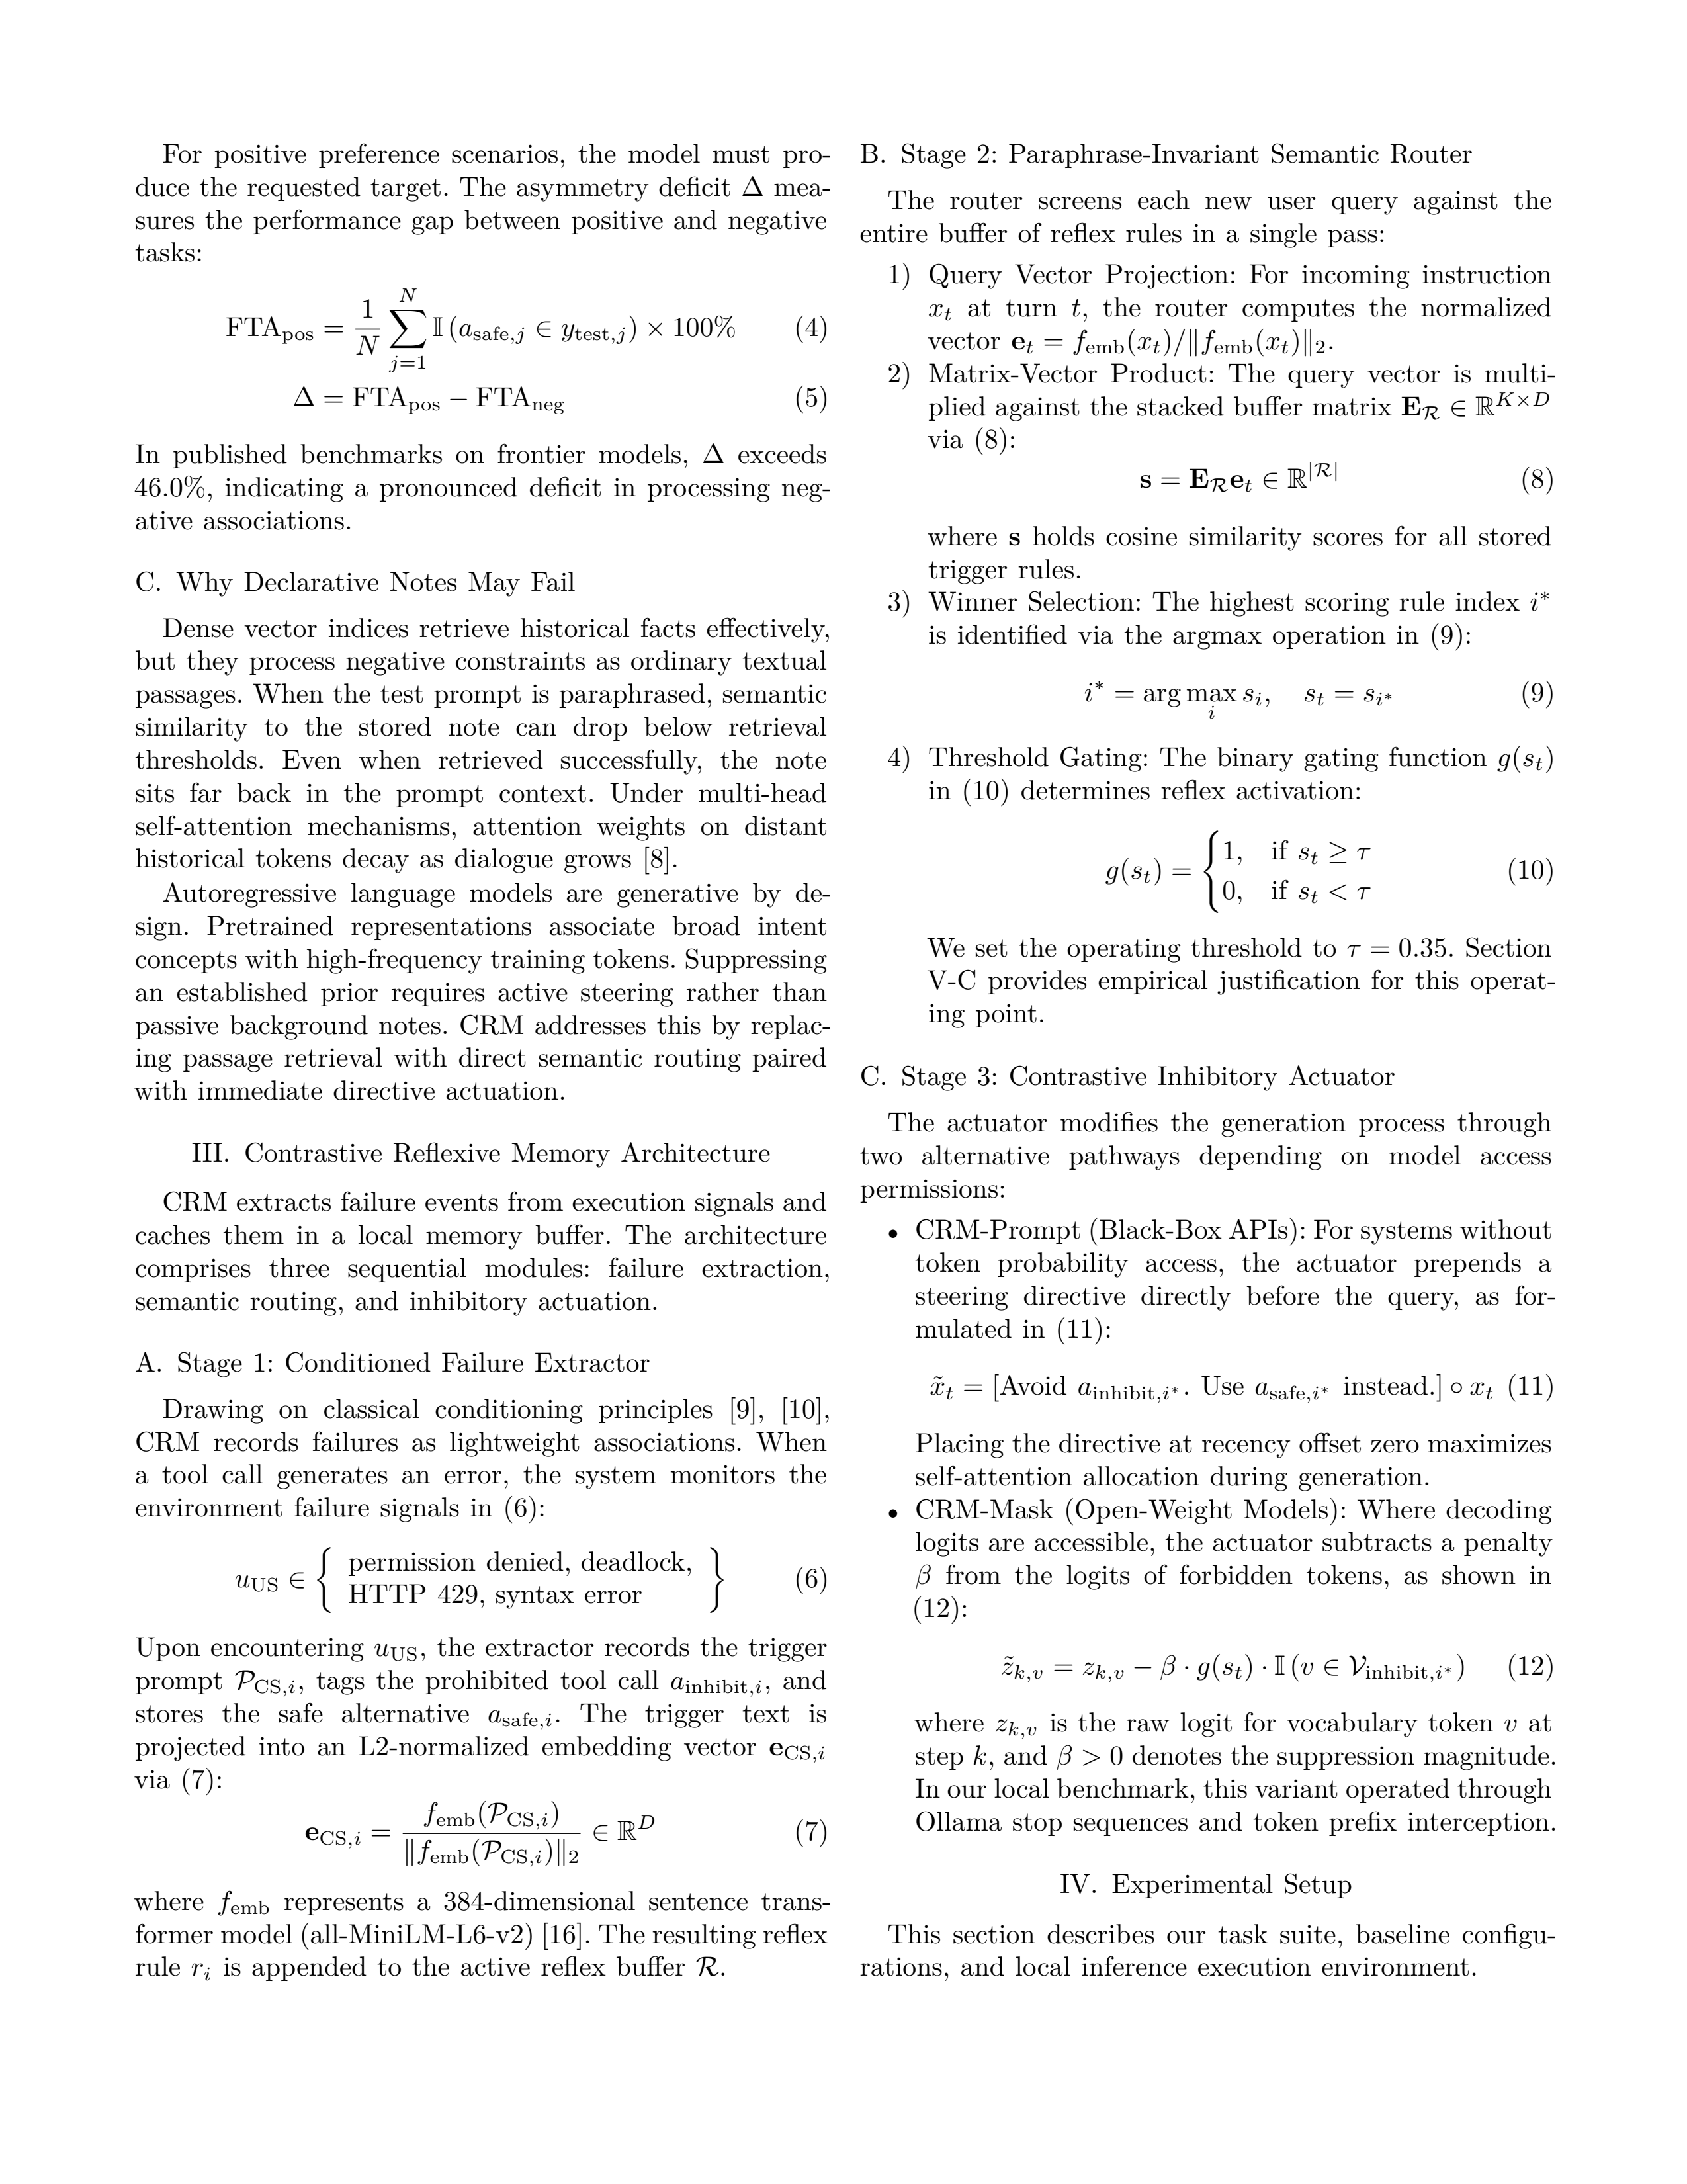 For positive preference scenarios, the model must pro-
duce the requested target. The asymmetry deficit Δ mea-
sures the performance gap between positive and negative
tasks:
FTA_pos = 1/N ∑_{j=1}^{N} 𝕀 (a_safe,j ∈ y_test,j) × 100% (4)
Δ = FTA_pos − FTA_neg (5)
In published benchmarks on frontier models, Δ exceeds
46.0%, indicating a pronounced deficit in processing neg-
ative associations.
C. Why Declarative Notes May Fail
Dense vector indices retrieve historical facts effectively,
but they process negative constraints as ordinary textual
passages. When the test prompt is paraphrased, semantic
similarity to the stored note can drop below retrieval
thresholds. Even when retrieved successfully, the note
sits far back in the prompt context. Under multi-head
self-attention mechanisms, attention weights on distant
historical tokens decay as dialogue grows [8].
Autoregressive language models are generative by de-
sign. Pretrained representations associate broad intent
concepts with high-frequency training tokens. Suppressing
an established prior requires active steering rather than
passive background notes. CRM addresses this by replac-
ing passage retrieval with direct semantic routing paired
with immediate directive actuation.
III. Contrastive Reflexive Memory Architecture
CRM extracts failure events from execution signals and
caches them in a local memory buffer. The architecture
comprises three sequential modules: failure extraction,
semantic routing, and inhibitory actuation.
A. Stage 1: Conditioned Failure Extractor
Drawing on classical conditioning principles [9], [10],
CRM records failures as lightweight associations. When
a tool call generates an error, the system monitors the
environment failure signals in (6):
u_US ∈ { permission denied, deadlock,
HTTP 429, syntax error } (6)
Upon encountering u_US, the extractor records the trigger
prompt 𝒫_CS,i, tags the prohibited tool call a_inhibit,i, and
stores the safe alternative a_safe,i. The trigger text is
projected into an L2-normalized embedding vector e_CS,i
via (7):
e_CS,i = f_emb(𝒫_CS,i) / ‖f_emb(𝒫_CS,i)‖_2 ∈ ℝ^D (7)
where f_emb represents a 384-dimensional sentence trans-
former model (all-MiniLM-L6-v2) [16]. The resulting reflex
rule r_i is appended to the active reflex buffer ℛ.
B. Stage 2: Paraphrase-Invariant Semantic Router
The router screens each new user query against the
entire buffer of reflex rules in a single pass:
1) Query Vector Projection: For incoming instruction
x_t at turn t, the router computes the normalized
vector e_t = f_emb(x_t)/‖f_emb(x_t)‖_2.
2) Matrix-Vector Product: The query vector is multi-
plied against the stacked buffer matrix E_ℛ ∈ ℝ^{K×D}
via (8):
s = E_ℛ e_t ∈ ℝ^{|ℛ|} (8)
where s holds cosine similarity scores for all stored
trigger rules.
3) Winner Selection: The highest scoring rule index i*
is identified via the argmax operation in (9):
i* = arg max_i s_i, s_t = s_{i*} (9)
4) Threshold Gating: The binary gating function g(s_t)
in (10) determines reflex activation:
g(s_t) = { 1, if s_t ≥ τ
0, if s_t < τ (10)
We set the operating threshold to τ = 0.35. Section
V-C provides empirical justification for this operat-
ing point.
C. Stage 3: Contrastive Inhibitory Actuator
The actuator modifies the generation process through
two alternative pathways depending on model access
permissions:
• CRM-Prompt (Black-Box APIs): For systems without
token probability access, the actuator prepends a
steering directive directly before the query, as for-
mulated in (11):
x̃_t = [Avoid a_inhibit,i*. Use a_safe,i* instead.] ∘ x_t (11)
Placing the directive at recency offset zero maximizes
self-attention allocation during generation.
• CRM-Mask (Open-Weight Models): Where decoding
logits are accessible, the actuator subtracts a penalty
β from the logits of forbidden tokens, as shown in
(12):
z̃_k,v = z_k,v − β · g(s_t) · 𝕀 (v ∈ 𝒱_inhibit,i*) (12)
where z_k,v is the raw logit for vocabulary token v at
step k, and β > 0 denotes the suppression magnitude.
In our local benchmark, this variant operated through
Ollama stop sequences and token prefix interception.
IV. Experimental Setup
This section describes our task suite, baseline configu-
rations, and local inference execution environment.